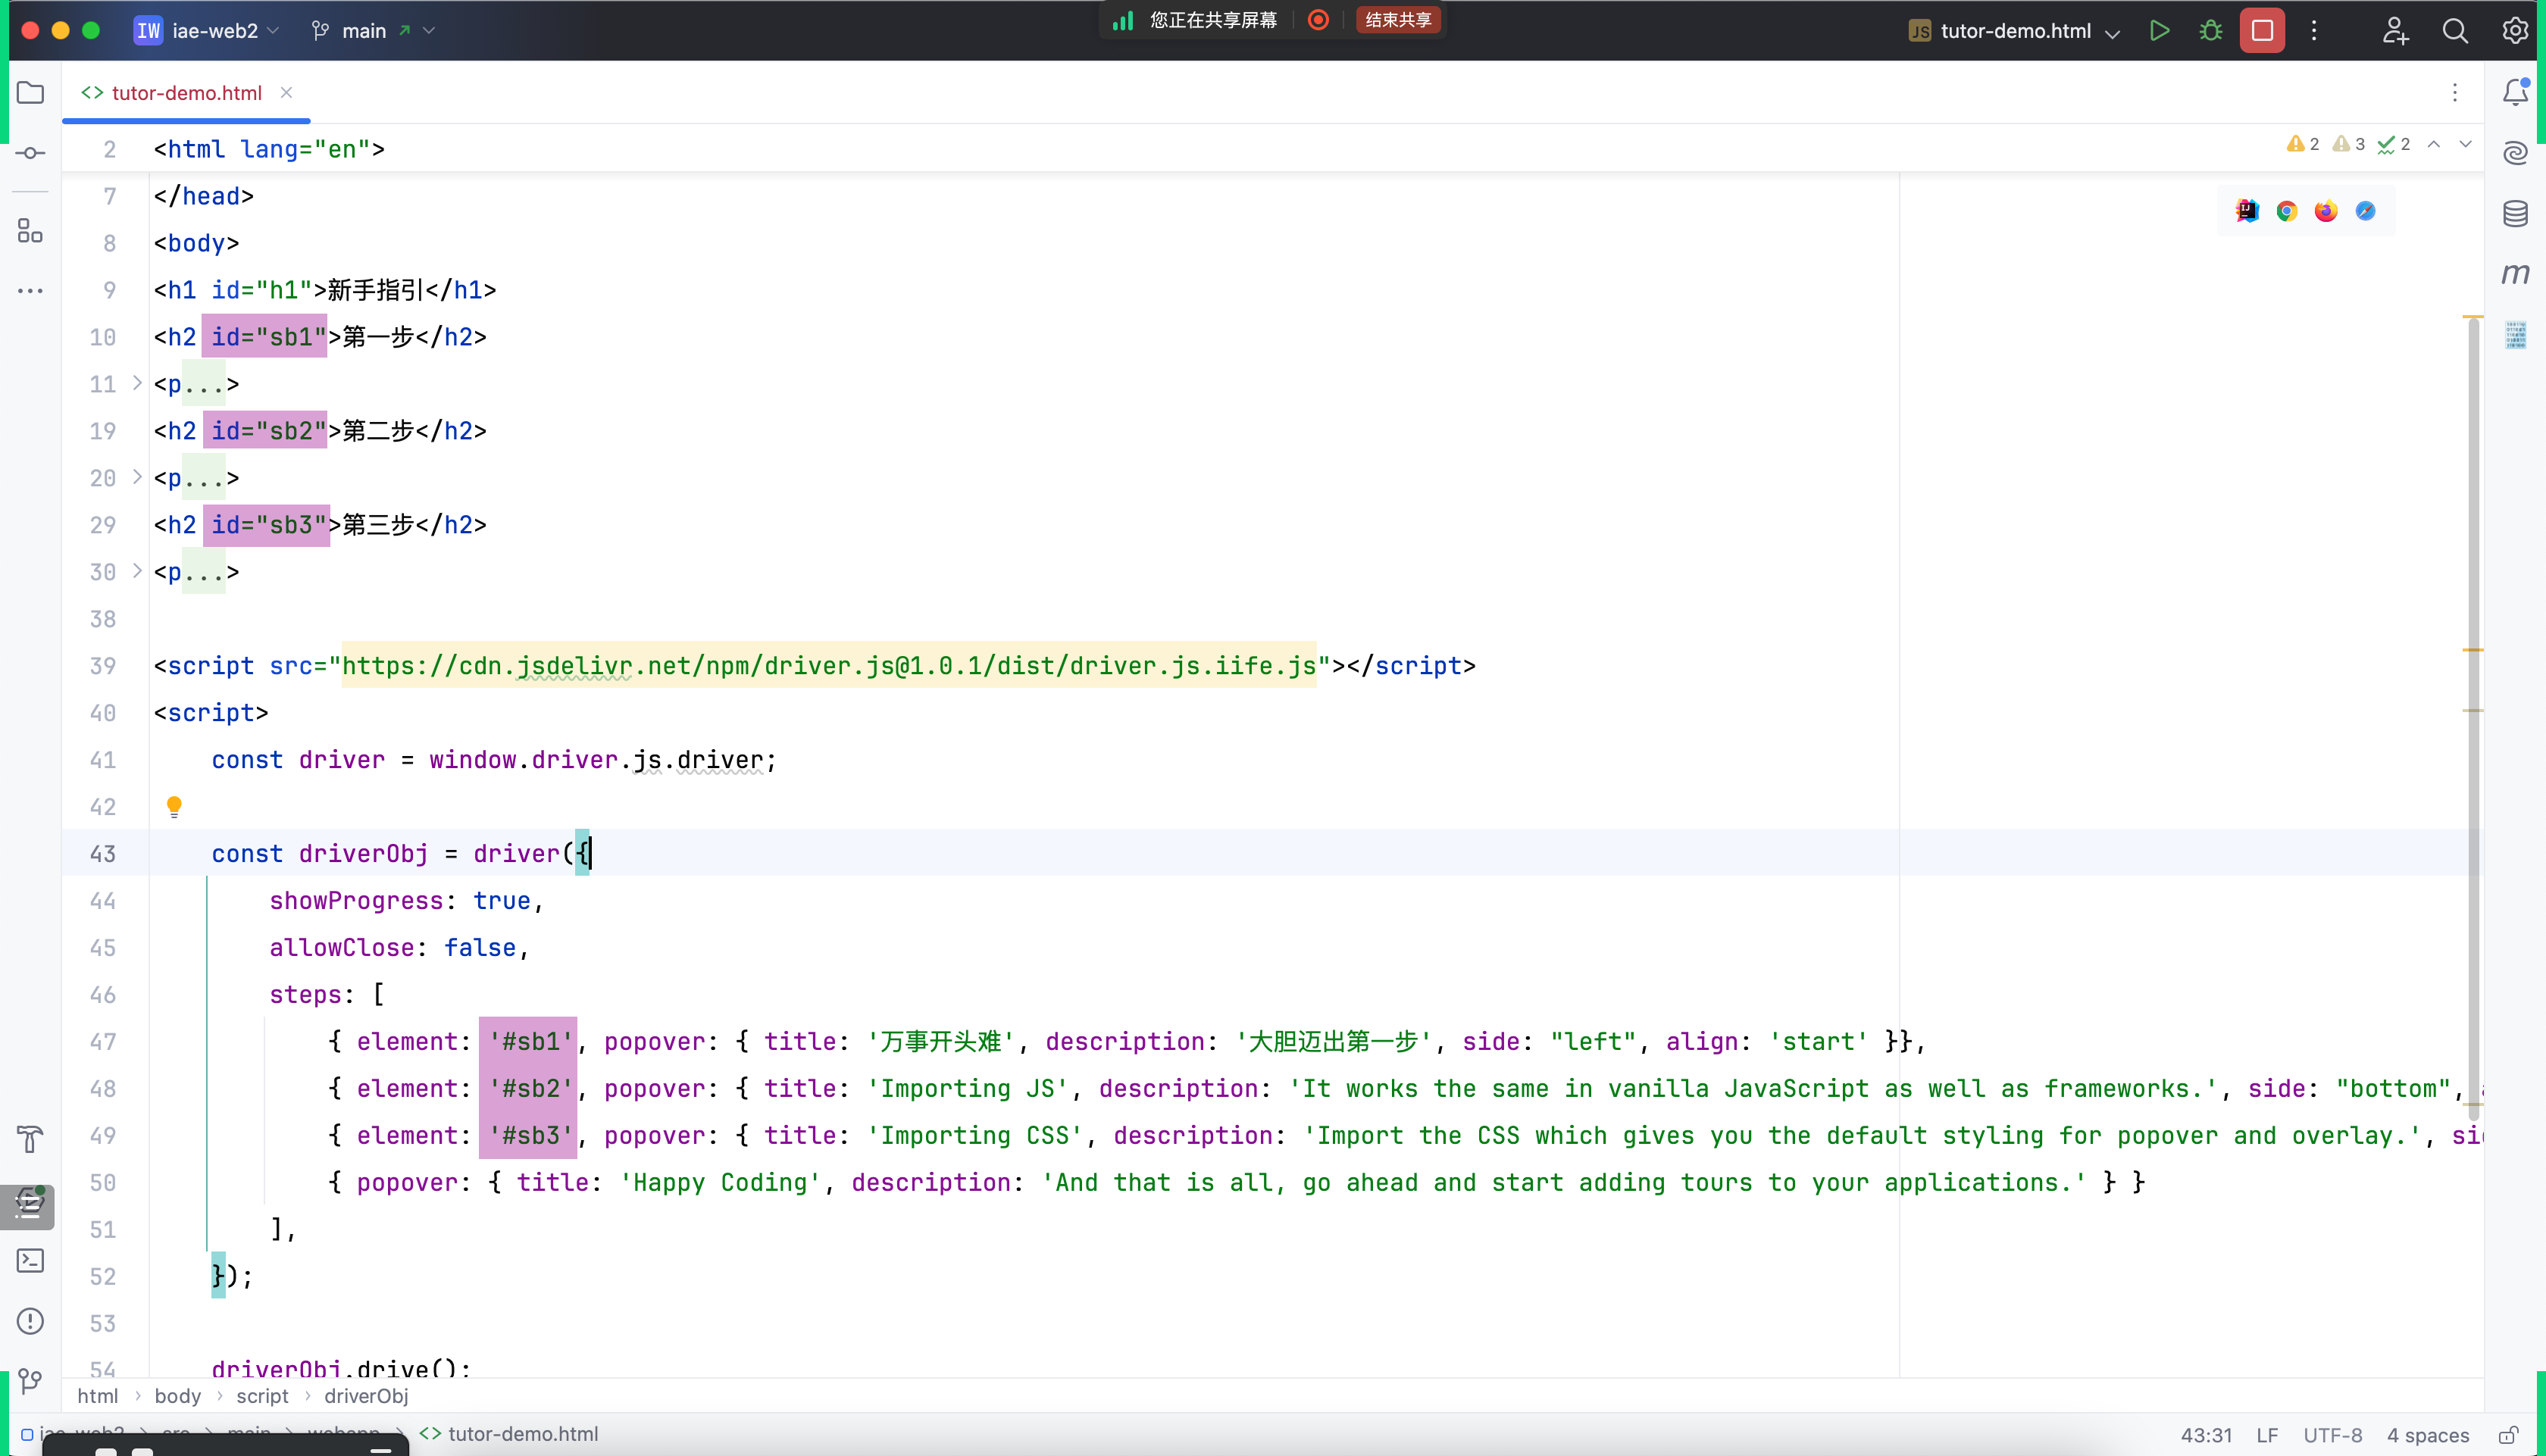 IW iae-web2 main
您正在共享屏幕 结束共享
JS tutor-demo.html
<> tutor-demo.html
2 <html lang="en">
2 3 2
7 </head>
8 <body>
9 <h1 id="h1">新手指引</h1>
10 <h2 id="sb1">第一步</h2>
11 <p...>
19 <h2 id="sb2">第二步</h2>
20 <p...>
29 <h2 id="sb3">第三步</h2>
30 <p...>
38
39 <script src="https://cdn.jsdelivr.net/npm/driver.js@1.0.1/dist/driver.js.iife.js"></script>
40 <script>
41 const driver = window.driver.js.driver;
42
43 const driverObj = driver({
44 showProgress: true,
45 allowClose: false,
46 steps: [
47 { element: '#sb1', popover: { title: '万事开头难', description: '大胆迈出第一步', side: "left", align: 'start' }},
48 { element: '#sb2', popover: { title: 'Importing JS', description: 'It works the same in vanilla JavaScript as well as frameworks.', side: "bottom",
49 { element: '#sb3', popover: { title: 'Importing CSS', description: 'Import the CSS which gives you the default styling for popover and overlay.',
50 { popover: { title: 'Happy Coding', description: 'And that is all, go ahead and start adding tours to your applications.' } }
51 ],
52 });
53
54 driverObj.drive();
html › body › script › driverObj
iae-web2 › src › main › webapp › <> tutor-demo.html
43:31 LF UTF-8 4 spaces